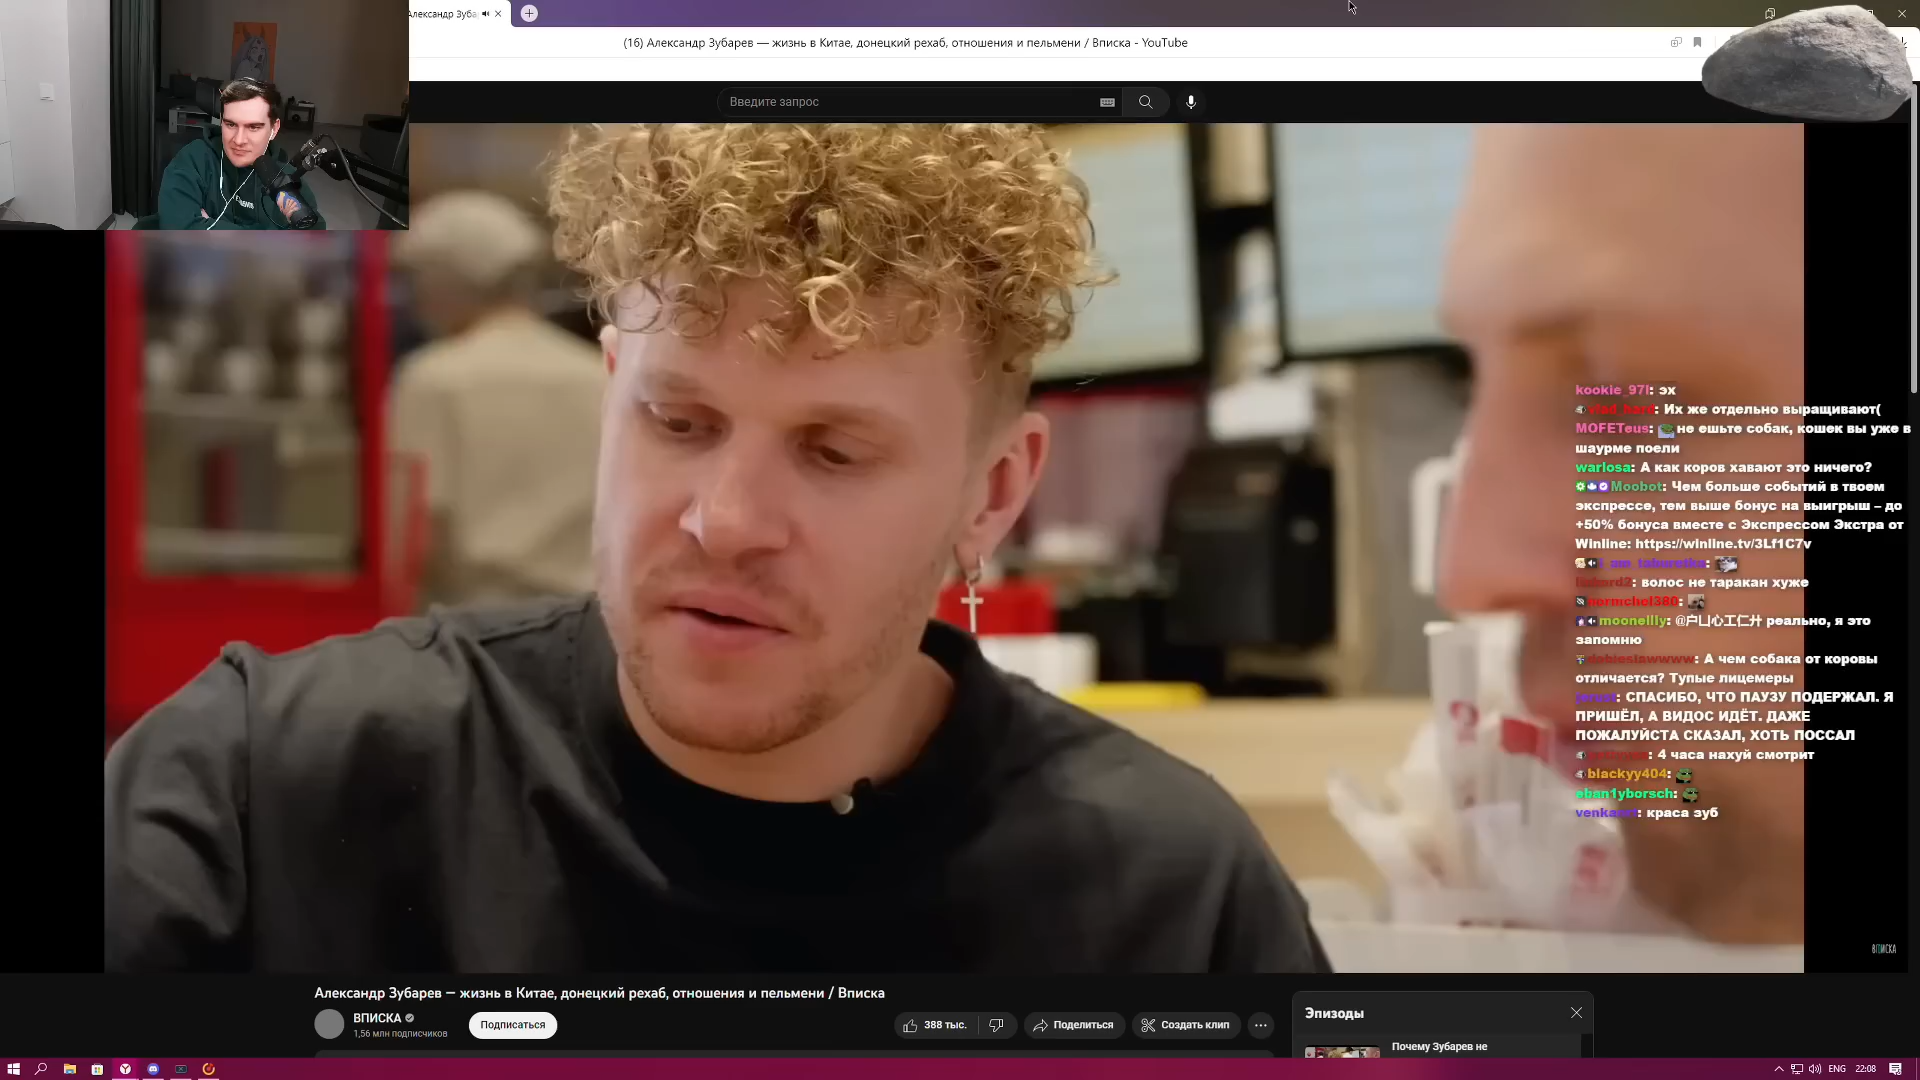 Александр Зуба
(16) Александр Зубарев — жизнь в Китае, донецкий рехаб, отношения и пельмени / Вписка - YouTube
Введите запрос
kookie_97l: эх
: Их же отдельно выращивают(
MOFETeus: не ешьте собак, кошек вы уже в
шаурме поели
warlosa: А как коров хавают это ничего?
Moobot: Чем больше событий в твоем
экспрессе, тем выше бонус на выигрыш – до
+50% бонуса вместе с Экспрессом Экстра от
Winline: https://winline.tv/3Lf1C7v
: волос не таракан хуже
normchel380:
moonellly: реально, я это
запомню
: А чем собака от коровы
отличается? Тупые лицемеры
: СПАСИБО, ЧТО ПАУЗУ ПОДЕРЖАЛ. Я
ПРИШЁЛ, А ВИДОС ИДЁТ. ДАЖЕ
ПОЖАЛУЙСТА СКАЗАЛ, ХОТЬ ПОССАЛ
: 4 часа нахуй смотрит
blackyy404:
eban1yborsch:
: краса зуб
ВПИСКА
Александр Зубарев — жизнь в Китае, донецкий рехаб, отношения и пельмени / Вписка
ВПИСКА
1,56 млн подписчиков
Подписаться
388 тыс.
Поделиться
Создать клип
Эпизоды
Почему Зубарев не
ENG
22:08